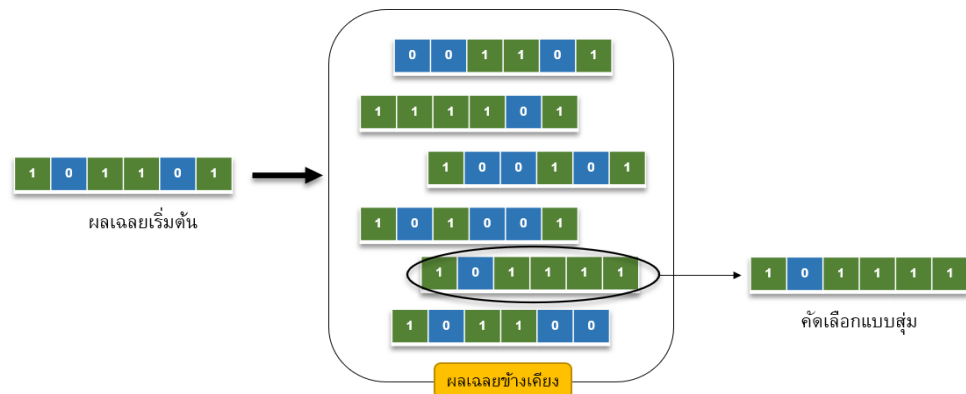 0 0 1 1 0 1
1 1 1 1 0 1
1 0 1 1 0 1
1 0 0 1 0 1
ผลเฉลยเริ่มต้น
1 0 1 0 0 1
1 0 1 1 1 1
1 0 1 1 1 1
คัดเลือกแบบสุ่ม
1 0 1 1 0 0
ผลเฉลยข้างเคียง